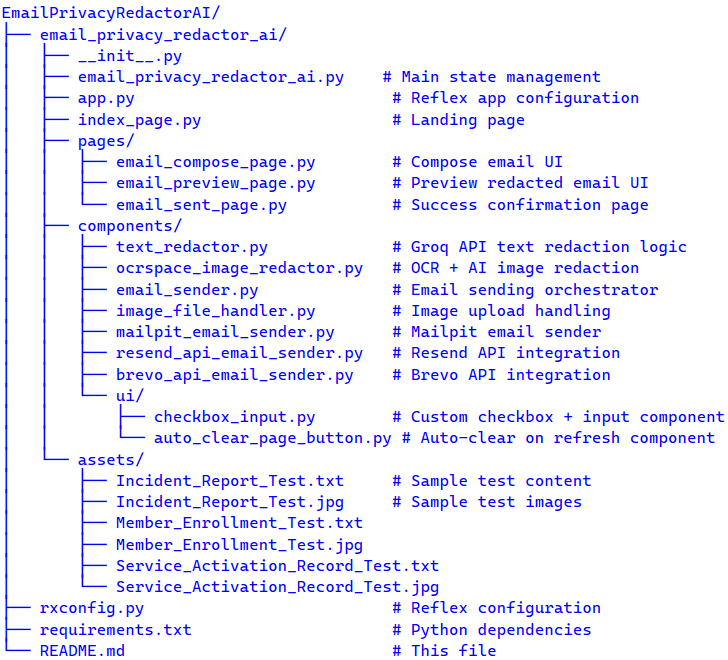 EmailPrivacyRedactorAI/
├── email_privacy_redactor_ai/
│   ├── __init__.py
│   ├── email_privacy_redactor_ai.py    # Main state management
│   ├── app.py                           # Reflex app configuration
│   ├── index_page.py                    # Landing page
│   ├── pages/
│   │   ├── email_compose_page.py        # Compose email UI
│   │   ├── email_preview_page.py        # Preview redacted email UI
│   │   └── email_sent_page.py           # Success confirmation page
│   ├── components/
│   │   ├── text_redactor.py             # Groq API text redaction logic
│   │   ├── ocrspace_image_redactor.py   # OCR + AI image redaction
│   │   ├── email_sender.py              # Email sending orchestrator
│   │   ├── image_file_handler.py        # Image upload handling
│   │   ├── mailpit_email_sender.py      # Mailpit email sender
│   │   ├── resend_api_email_sender.py   # Resend API integration
│   │   ├── brevo_api_email_sender.py    # Brevo API integration
│   │   └── ui/
│   │       ├── checkbox_input.py        # Custom checkbox + input component
│   │       └── auto_clear_page_button.py # Auto-clear on refresh component
│   └── assets/
│       ├── Incident_Report_Test.txt     # Sample test content
│       ├── Incident_Report_Test.jpg     # Sample test images
│       ├── Member_Enrollment_Test.txt
│       ├── Member_Enrollment_Test.jpg
│       ├── Service_Activation_Record_Test.txt
│       └── Service_Activation_Record_Test.jpg
├── rxconfig.py                          # Reflex configuration
├── requirements.txt                     # Python dependencies
└── README.md                            # This file